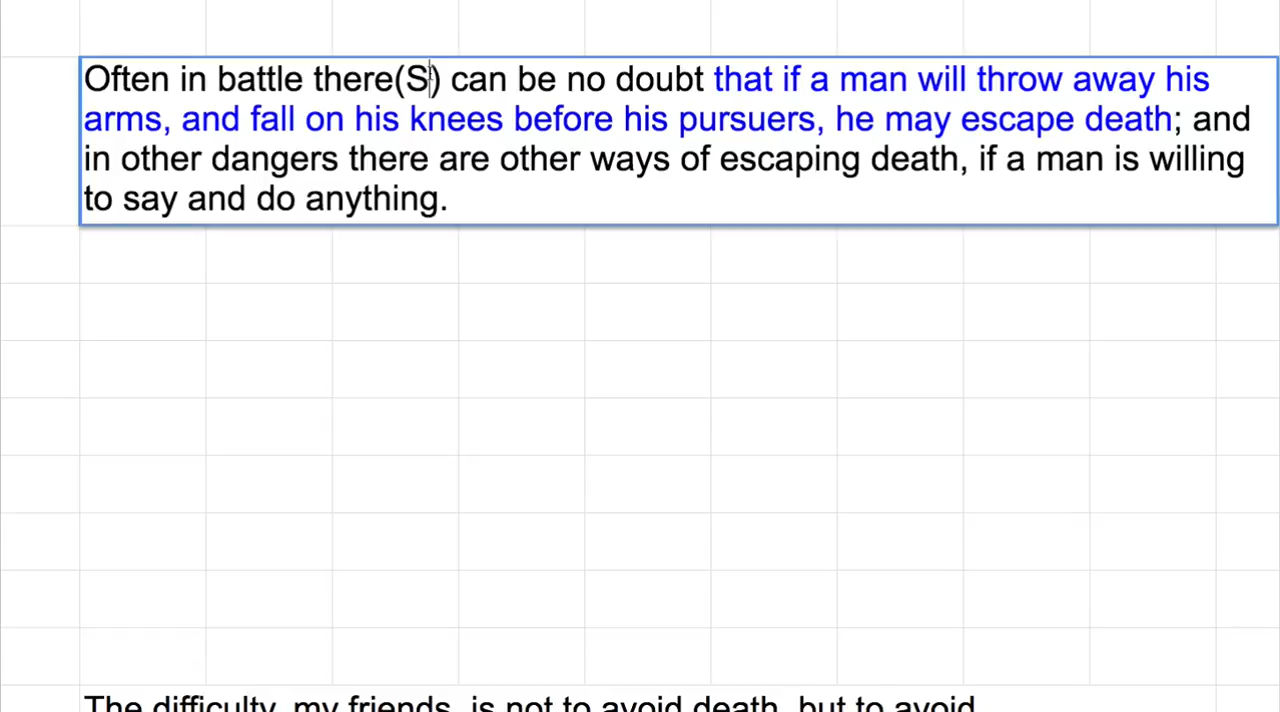 Often in battle there(S) can be no doubt that if a man will throw away his
arms, and fall on his knees before his pursuers, he may escape death; and
in other dangers there are other ways of escaping death, if a man is willing
to say and do anything.
The difficulty, my friends, is not to avoid death, but to avoid